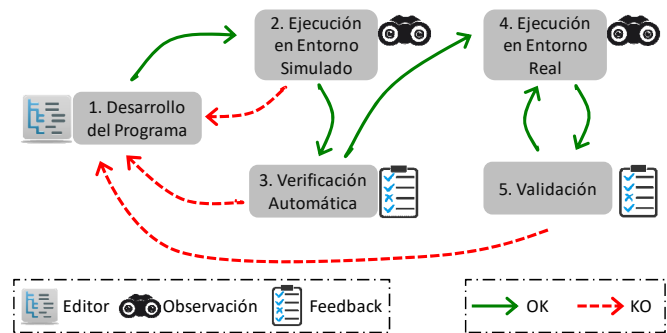 2. Ejecución
en Entorno
Simulado
4. Ejecución
en Entorno
Real
1. Desarrollo
del Programa
3. Verificación
Automática
5. Validación
Editor
Observación
Feedback
OK
KO